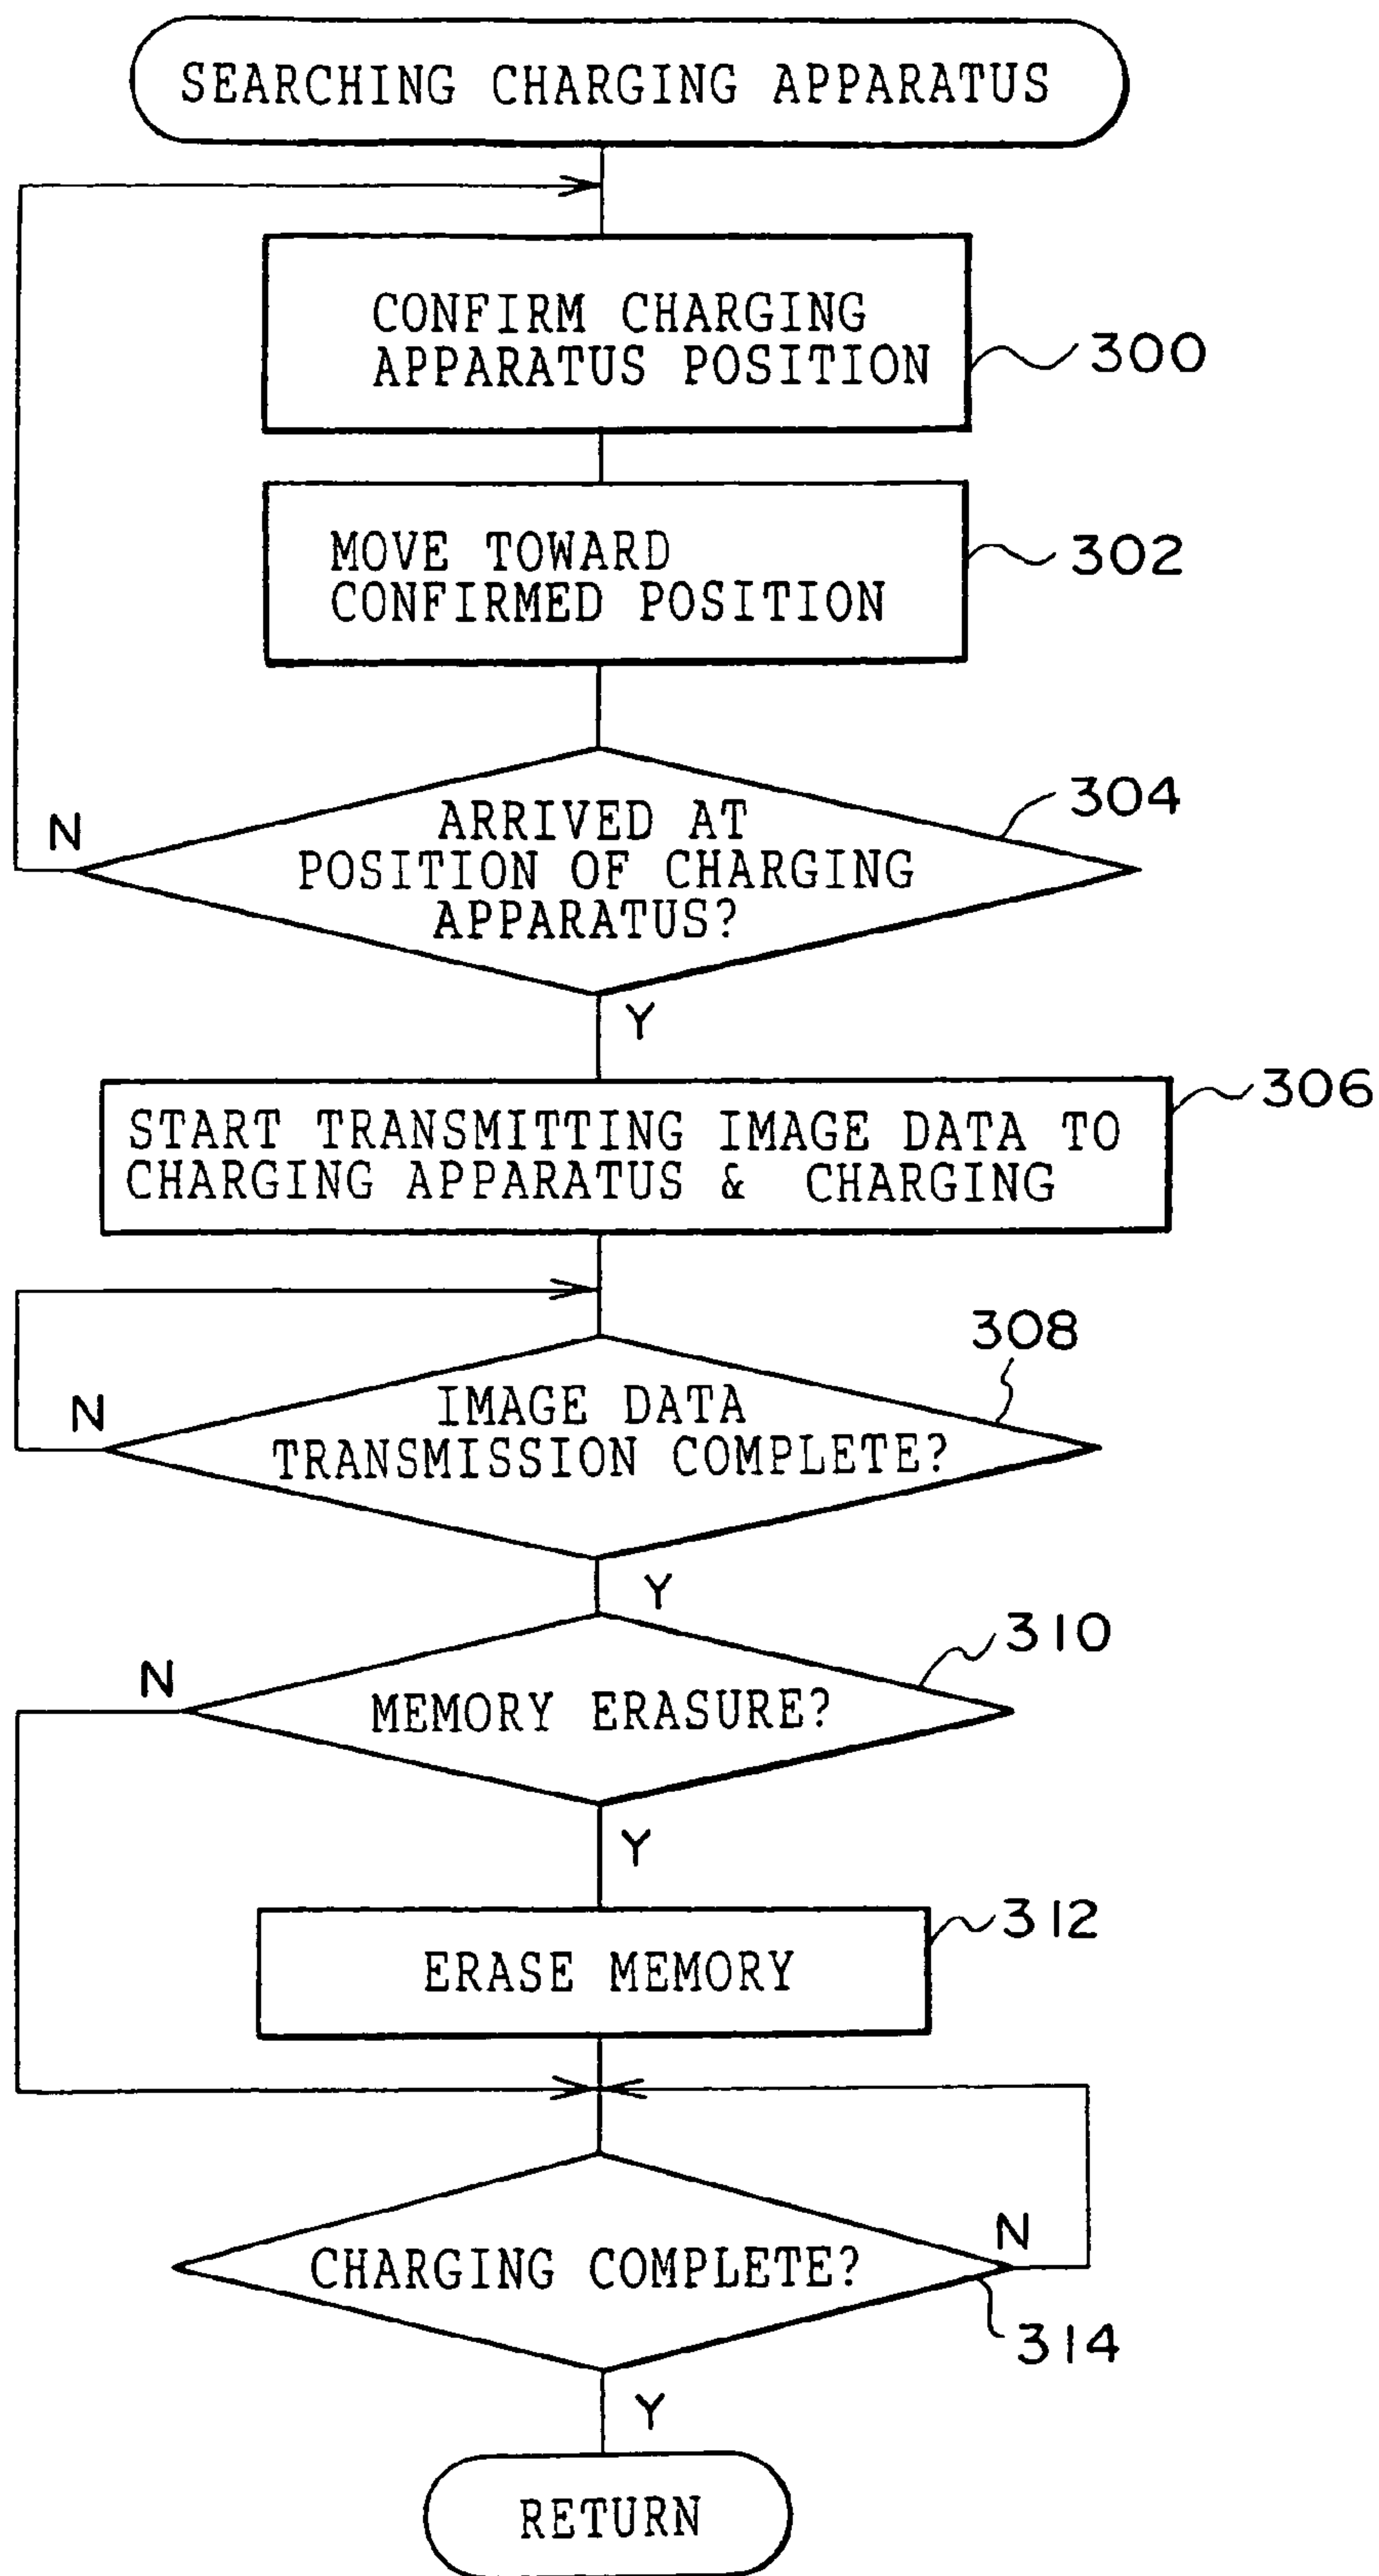 SEARCHING CHARGING APPARATUS
CONFIRM CHARGING
APPARATUS POSITION
300
MOVE TOWARD
CONFIRMED POSITION
302
304
ARRIVED AT
POSITION OF CHARGING
APPARATUS?
N
Y
306
START TRANSMITTING IMAGE DATA TO
CHARGING APPARATUS & CHARGING
308
IMAGE DATA
TRANSMISSION COMPLETE?
N
Y
310
MEMORY ERASURE?
N
Y
312
ERASE MEMORY
CHARGING COMPLETE?
N
314
Y
RETURN